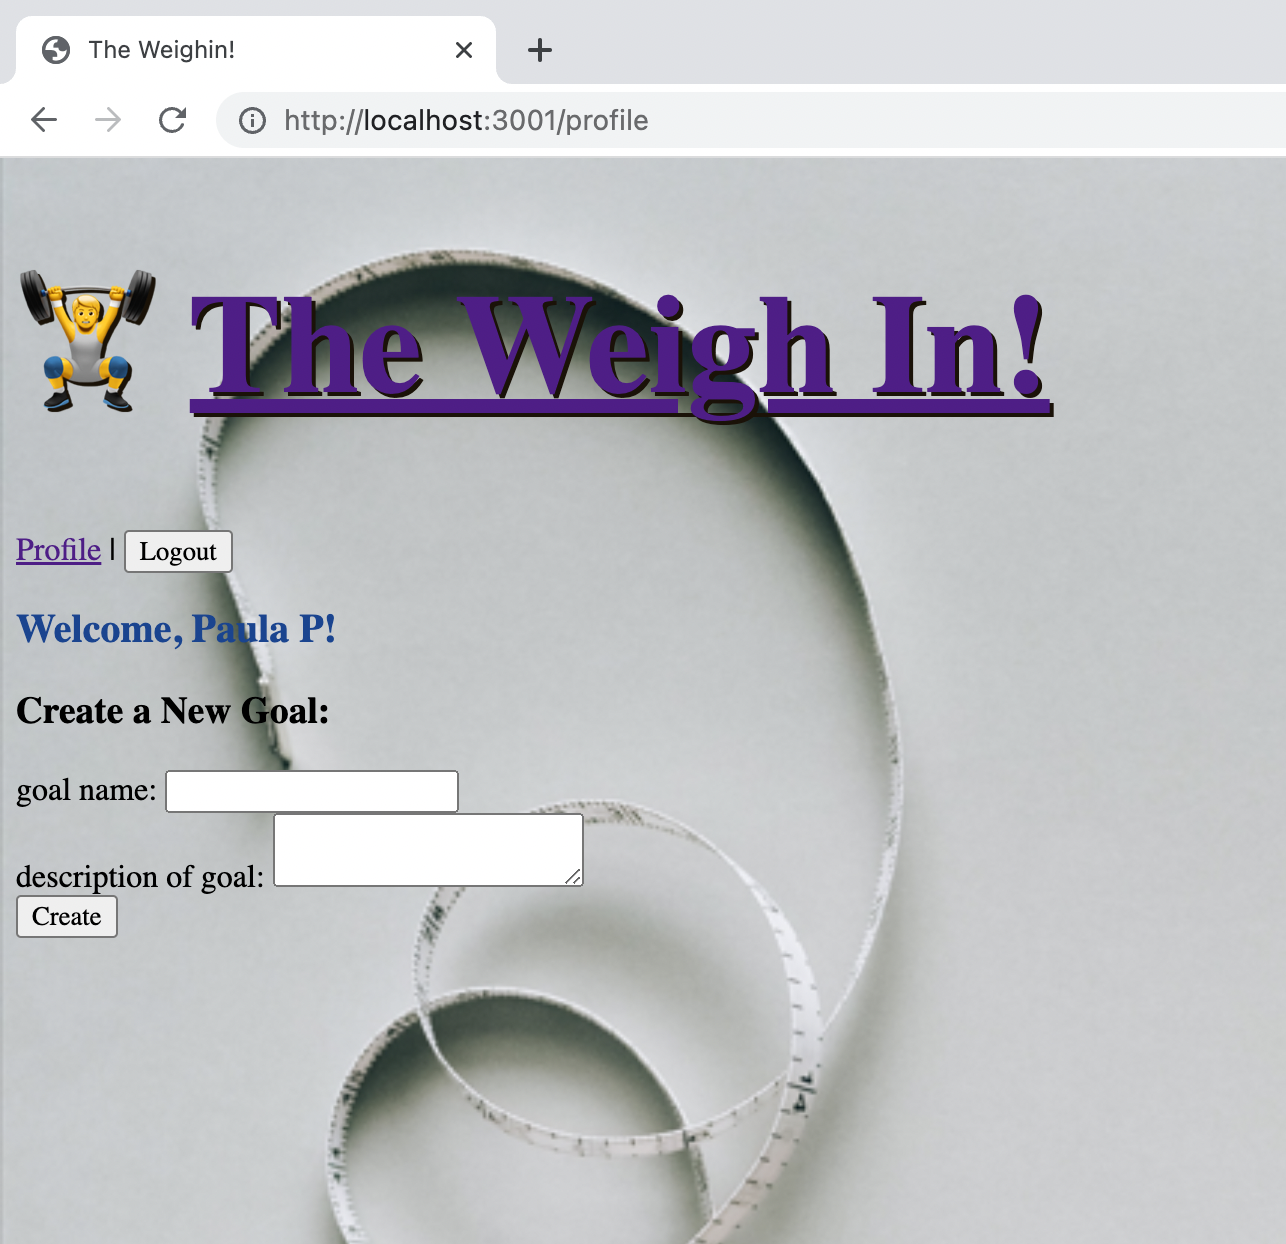 The Weighin!
http://localhost:3001/profile
The Weigh In!
Profile | Logout
Welcome, Paula P!
Create a New Goal:
goal name:
description of goal:
Create